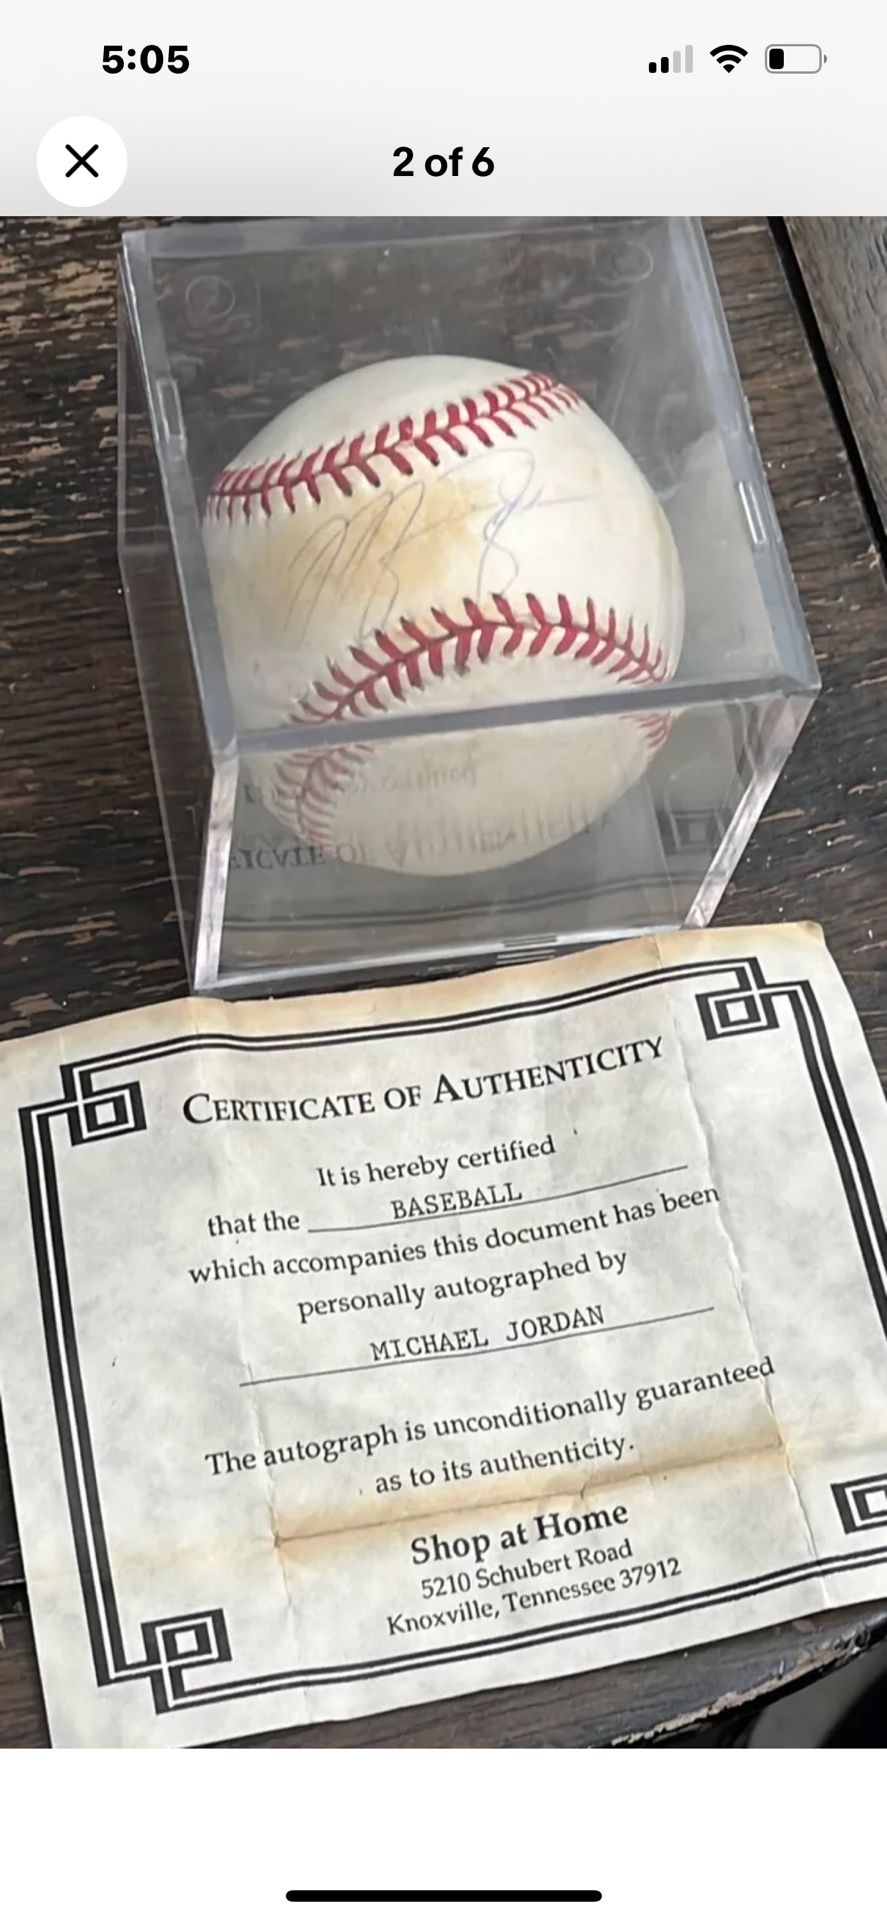 5:05
2 of 6
CERTIFICATE OF AUTHENTICITY
It is hereby certified
that the BASEBALL
which accompanies this document has been
personally autographed by
MICHAEL JORDAN
The autograph is unconditionally guaranteed
as to its authenticity.
Shop at Home
5210 Schubert Road
Knoxville, Tennessee 37912